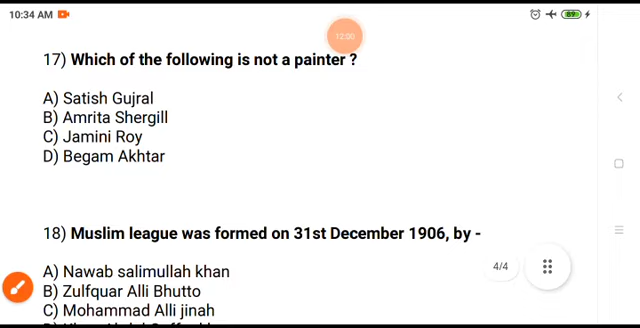 10:34 AM
89
12:00
17) Which of the following is not a painter ?
A) Satish Gujral
B) Amrita Shergill
C) Jamini Roy
D) Begam Akhtar
18) Muslim league was formed on 31st December 1906, by -
A) Nawab salimullah khan
4/4
B) Zulfquar Alli Bhutto
C) Mohammad Alli jinah